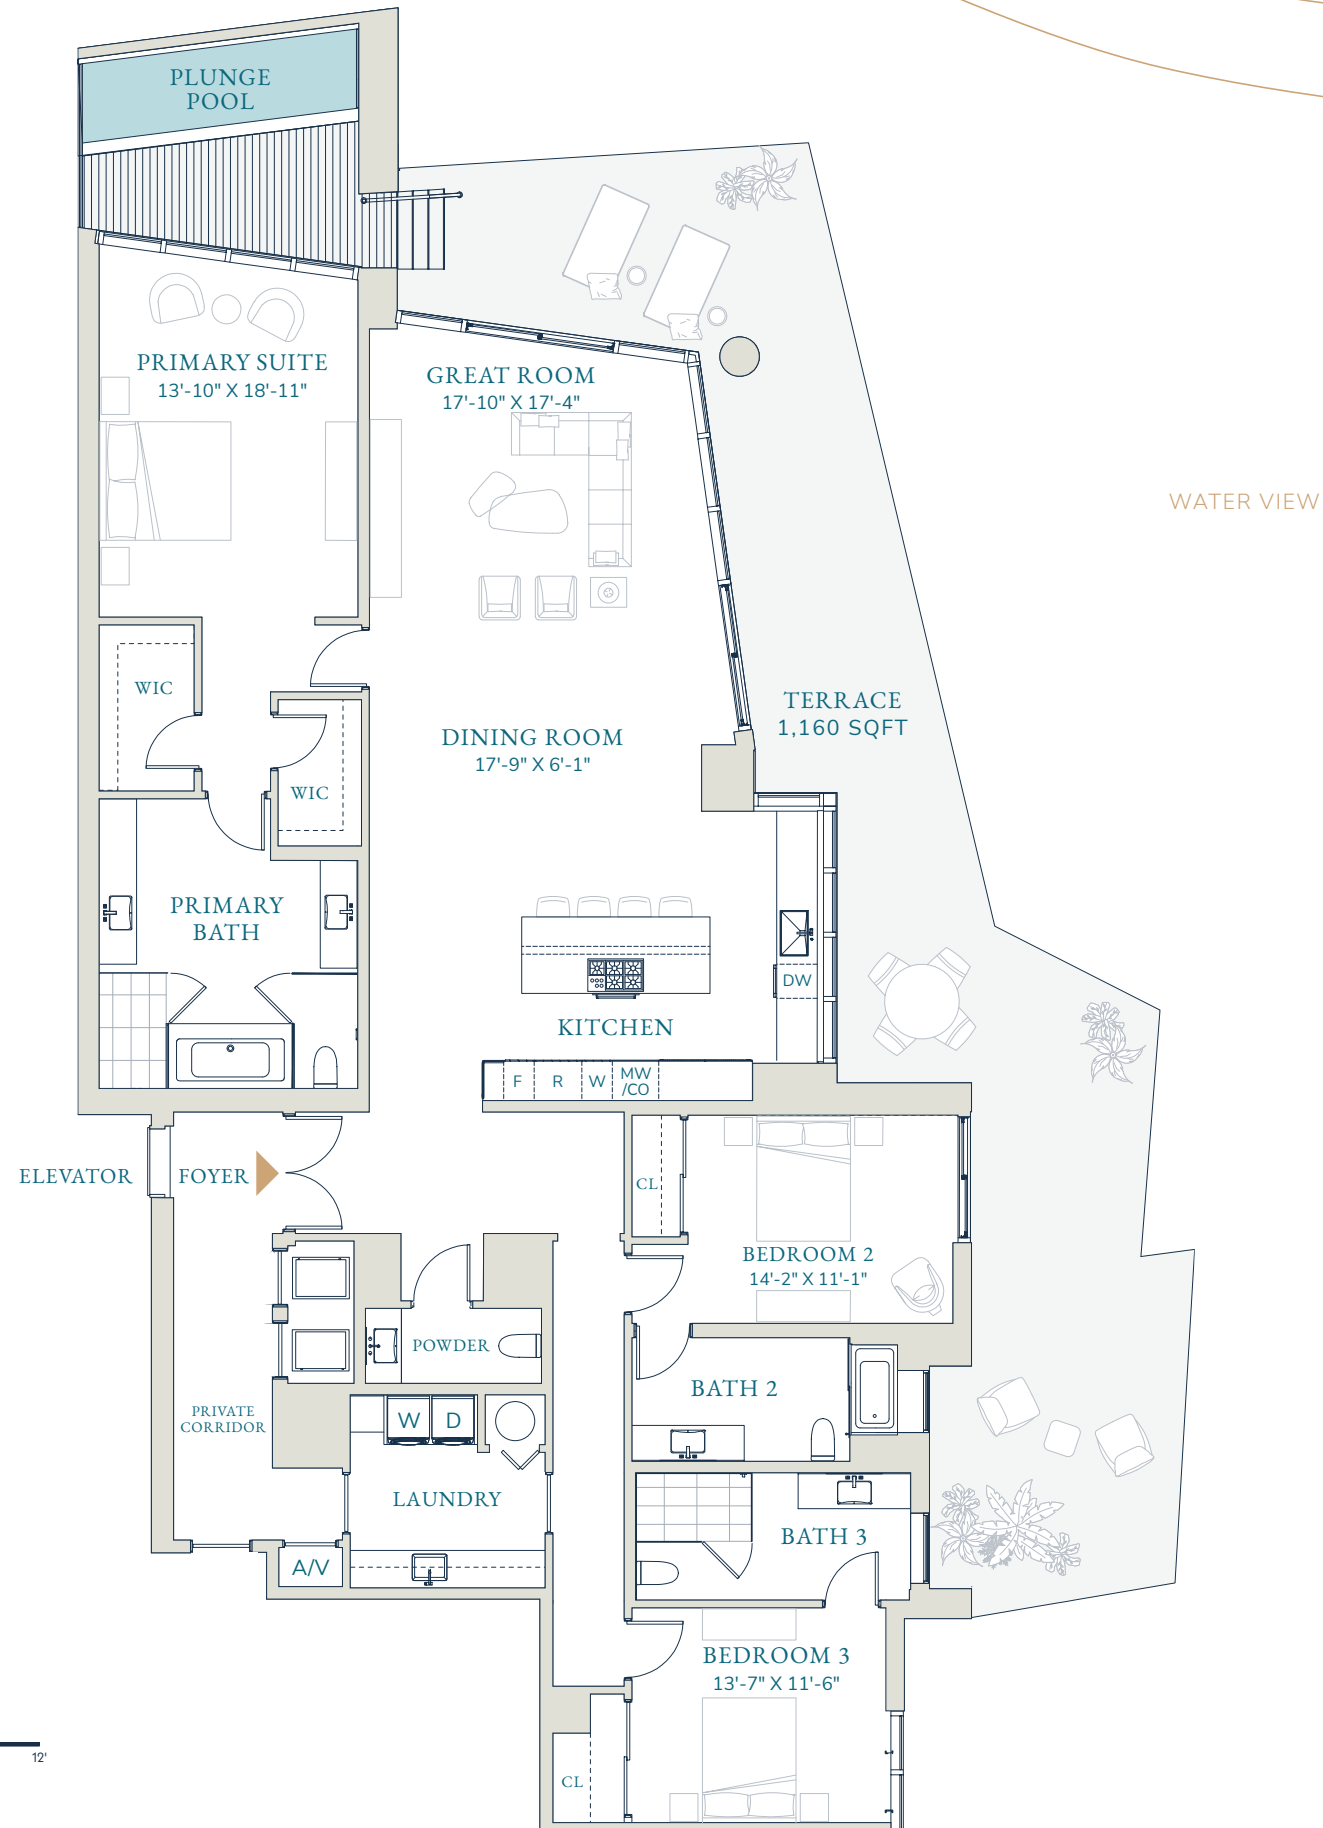 PLUNGE
POOL
PRIMARY SUITE
13'-10" X 18'-11"
GREAT ROOM
17'-10" X 17'-4"
WATER VIEW
WIC
TERRACE
1,160 SQFT
DINING ROOM
17'-9" X 6'-1"
WIC
PRIMARY
BATH
DW
KITCHEN
F
R
W
MW
/CO
ELEVATOR
FOYER
CL
BEDROOM 2
14'-2" X 11'-1"
POWDER
BATH 2
PRIVATE
CORRIDOR
W
D
LAUNDRY
BATH 3
A/V
BEDROOM 3
13'-7" X 11'-6"
12'
CL